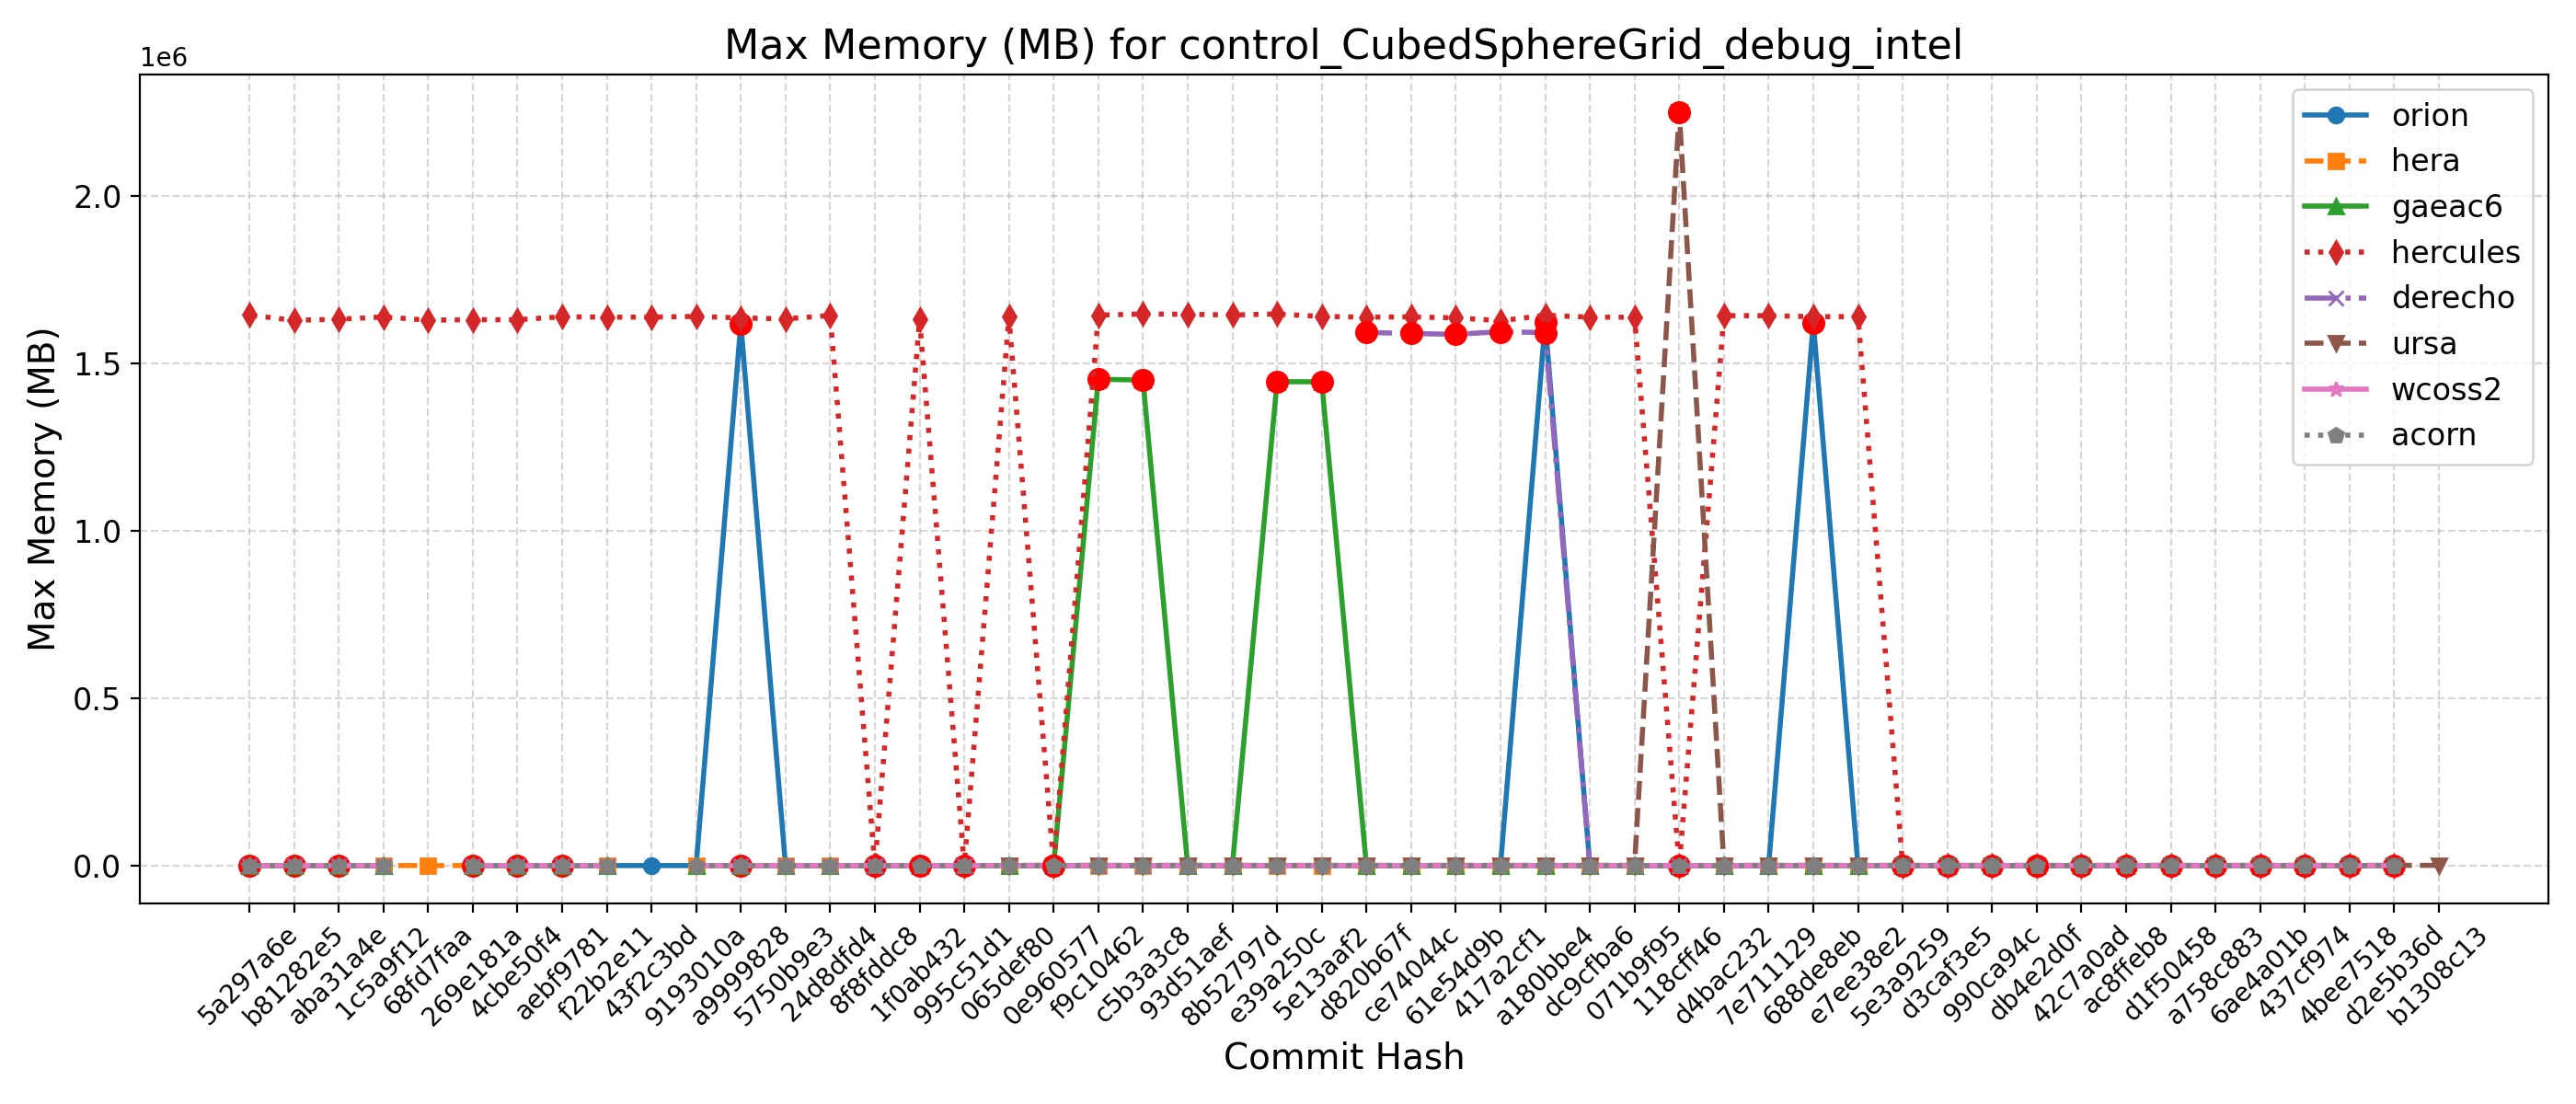 Max Memory (MB) for control_CubedSphereGrid_debug_intel
1e6
Max Memory (MB)
2.0
1.5
1.0
0.5
0.0
orion
hera
gaeac6
hercules
derecho
ursa
wcoss2
acorn
5a297a6e
b81282e5
aba31a4e
1c5a9f12
68fd7faa
269e181a
4cbe50f4
aebf9781
f22b2e11
43f2c3bd
9193010a
a9999828
5750b9e3
24d8dfd4
8f8fddc8
1f0ab432
995c51d1
065def80
0e960577
f9c10462
c5b3a3c8
93d51aef
8b52797d
e39a250c
5e13aaf2
d820b67f
ce74044c
61e54d9b
417a2cf1
a180bbe4
dc9cfba6
071b9f95
118cff46
d4bac232
7e711129
688de8eb
e7ee38e2
5e3a9259
d3caf3e5
990ca94c
db4e2d0f
42c7a0ad
ac8ffeb8
d1f50458
a758c883
6ae4a01b
437cf974
4bee7518
d2e5b36d
b1308c13
Commit Hash